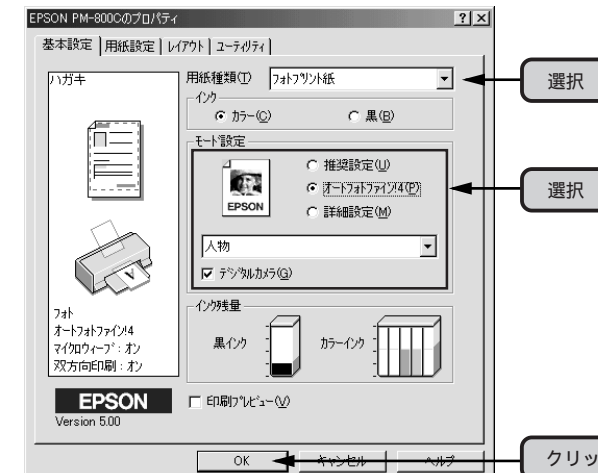 EPSON PM-800Cのプロパティ
基本設定 用紙設定 レイアウト ユーティリティ
ハガキ
用紙種類(T) フォトプリント紙
選択
インク
カラー(C) 黒(B)
モード設定
推奨設定(U)
オートフォトファイン!4(P)
選択
詳細設定(M)
EPSON
人物
デジタルカメラ(G)
フォト
オートフォトファイン!4
マイクロウィーブ：オン
双方向印刷：オン
インク残量
黒インク カラーインク
EPSON
Version 5.00
印刷プレビュー(V)
OK キャンセル ヘルプ
クリッ